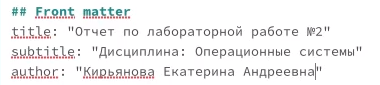 ## Front matter
title: "Отчет по лабораторной работе №2"
subtitle: "Дисциплина: Операционные системы"
author: "Кирьянова Екатерина Андреевна"